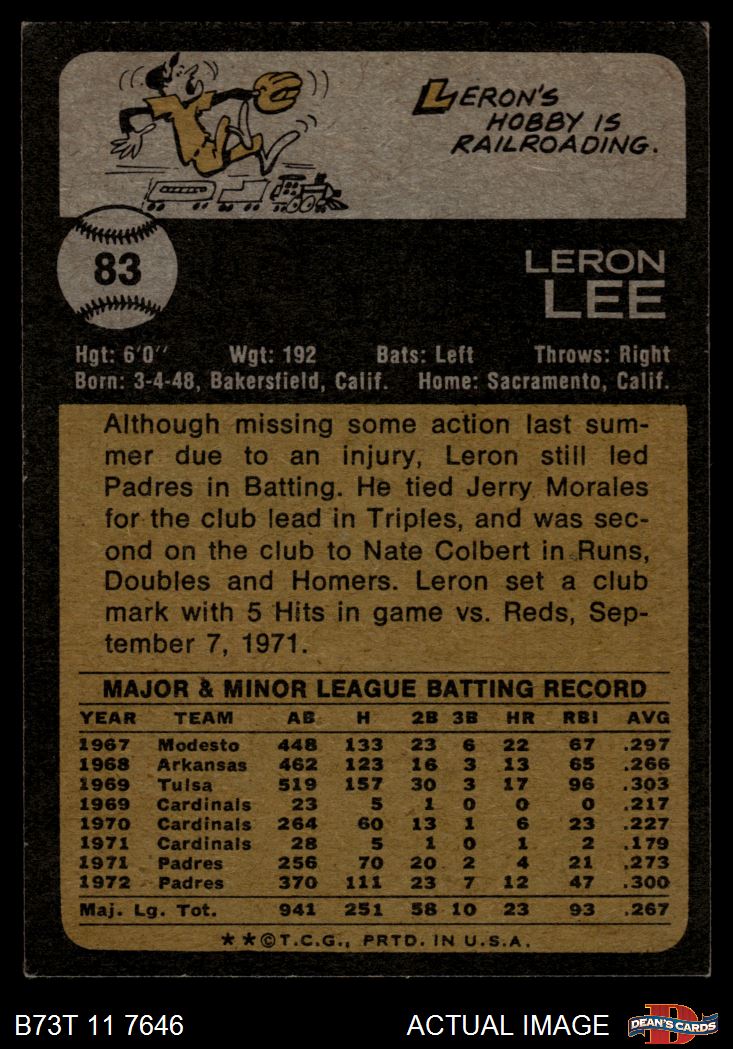 LERON'S
HOBBY IS
RAILROADING.
83
LERON
LEE
Hgt: 6'0" Wgt: 192 Bats: Left Throws: Right
Born: 3-4-48, Bakersfield, Calif. Home: Sacramento, Calif.
Although missing some action last sum-
mer due to an injury, Leron still led
Padres in Batting. He tied Jerry Morales
for the club lead in Triples, and was sec-
ond on the club to Nate Colbert in Runs,
Doubles and Homers. Leron set a club
mark with 5 Hits in game vs. Reds, Sep-
tember 7, 1971.
MAJOR & MINOR LEAGUE BATTING RECORD
YEAR TEAM AB H 2B 3B HR RBI AVG
1967 Modesto 448 133 23 6 22 67 .297
1968 Arkansas 462 123 16 3 13 65 .266
1969 Tulsa 519 157 30 3 17 96 .303
1969 Cardinals 23 5 1 0 0 0 .217
1970 Cardinals 264 60 13 1 6 23 .227
1971 Cardinals 28 5 1 0 1 2 .179
1971 Padres 256 70 20 2 4 21 .273
1972 Padres 370 111 23 7 12 47 .300
Maj. Lg. Tot. 941 251 58 10 23 93 .267
★ ★ © T.C.G., PRTD. IN U.S.A.
B73T 11 7646 ACTUAL IMAGE D DEAN'S CARDS